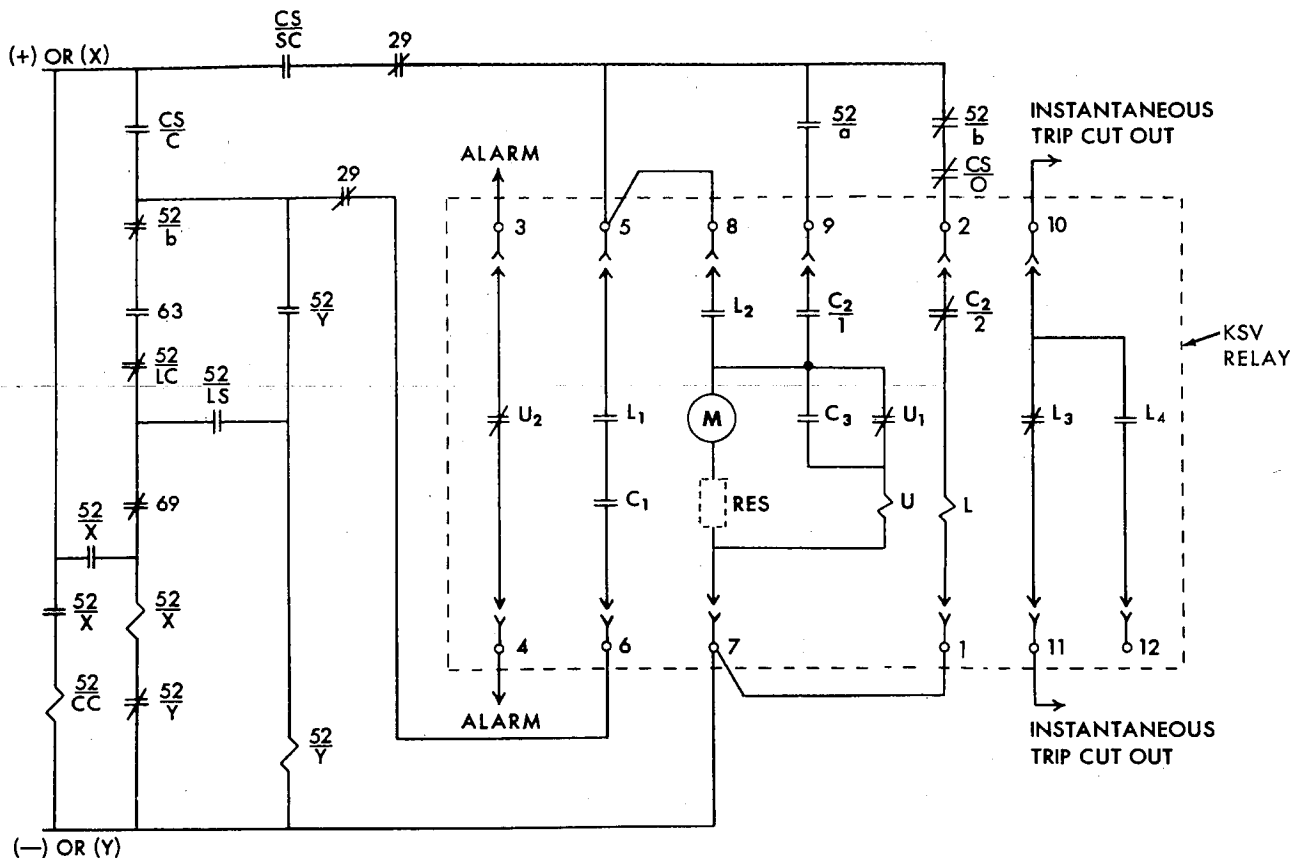 CS
SC
29
(+) OR (X)
CS
C
52
a
52
b
CS
O
INSTANTANEOUS
TRIP CUT OUT
ALARM
29
52
b
3
5
8
9
2
10
63
52
Y
L2
C2
1
C2
2
KSV
RELAY
52
LC
52
LS
U2
L1
M
C3
U1
L3
L4
69
C1
RES
U
L
52
X
52
X
52
X
4
6
7
1
11
12
52
CC
52
Y
52
Y
ALARM
INSTANTANEOUS
TRIP CUT OUT
(—) OR (Y)